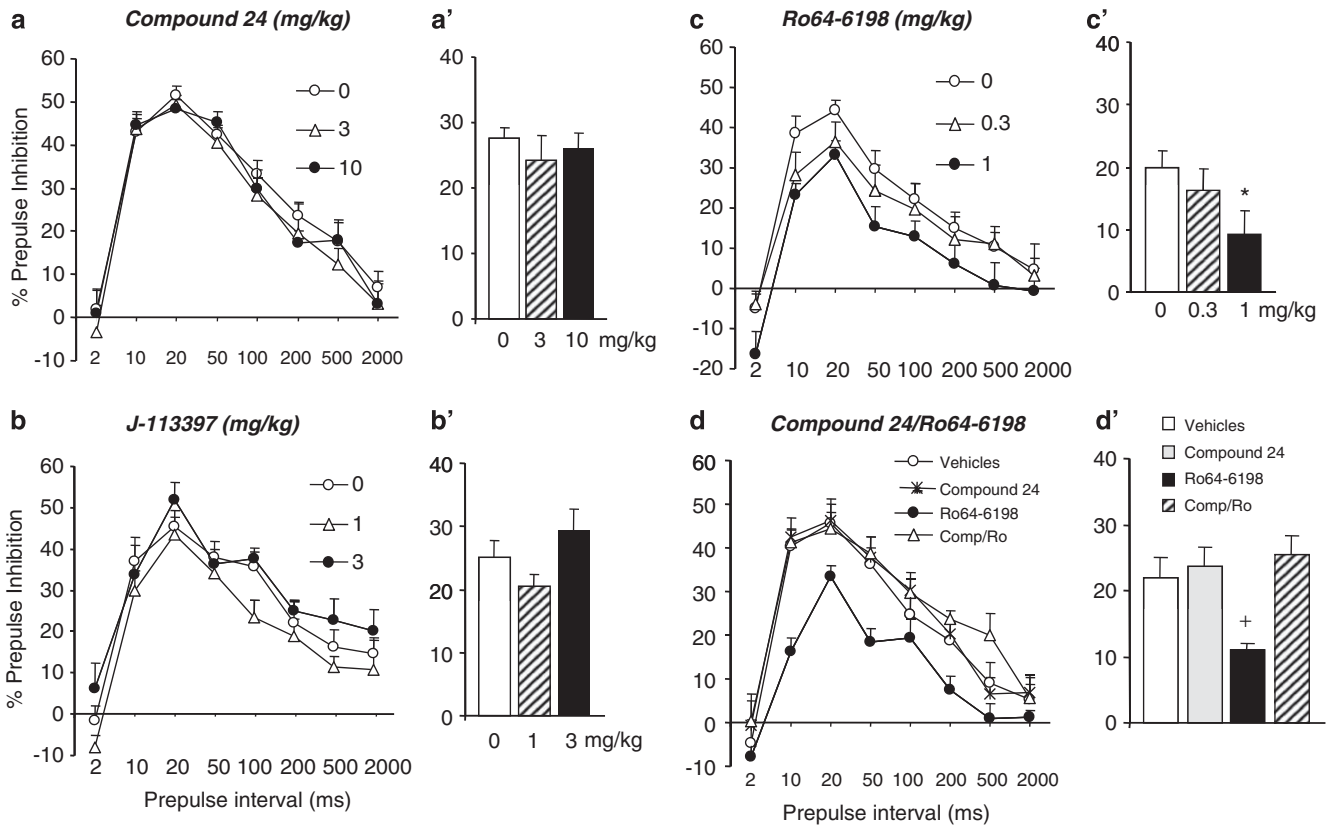 a
Compound 24 (mg/kg)
% Prepulse Inhibition
60
50
40
30
20
10
0
-10
2 10 20 50 100 200 500 2000
0
3
10
a'
40
30
20
10
0
0 3 10 mg/kg
c
Ro64-6198 (mg/kg)
60
50
40
30
20
10
0
-10
-20
2 10 20 50 100 200 500 2000
0
0.3
1
c'
40
30
20
10
0
*
0 0.3 1 mg/kg
b
J-113397 (mg/kg)
% Prepulse Inhibition
60
50
40
30
20
10
0
-10
2 10 20 50 100 200 500 2000
Prepulse interval (ms)
0
1
3
b'
40
30
20
10
0
0 1 3 mg/kg
d
Compound 24/Ro64-6198
60
50
40
30
20
10
0
-10
2 10 20 50 100 200 500 2000
Prepulse interval (ms)
Vehicles
Compound 24
Ro64-6198
Comp/Ro
d'
Vehicles
Compound 24
Ro64-6198
Comp/Ro
40
30
20
10
0
+